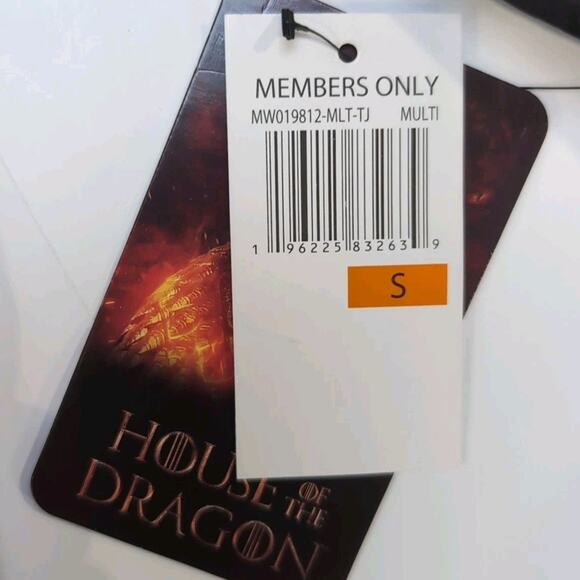 MEMBERS ONLY
MW019812-MLT-TJ MULTI
1 96225 83263 9
S
HOUSE OF THE
DRAGON